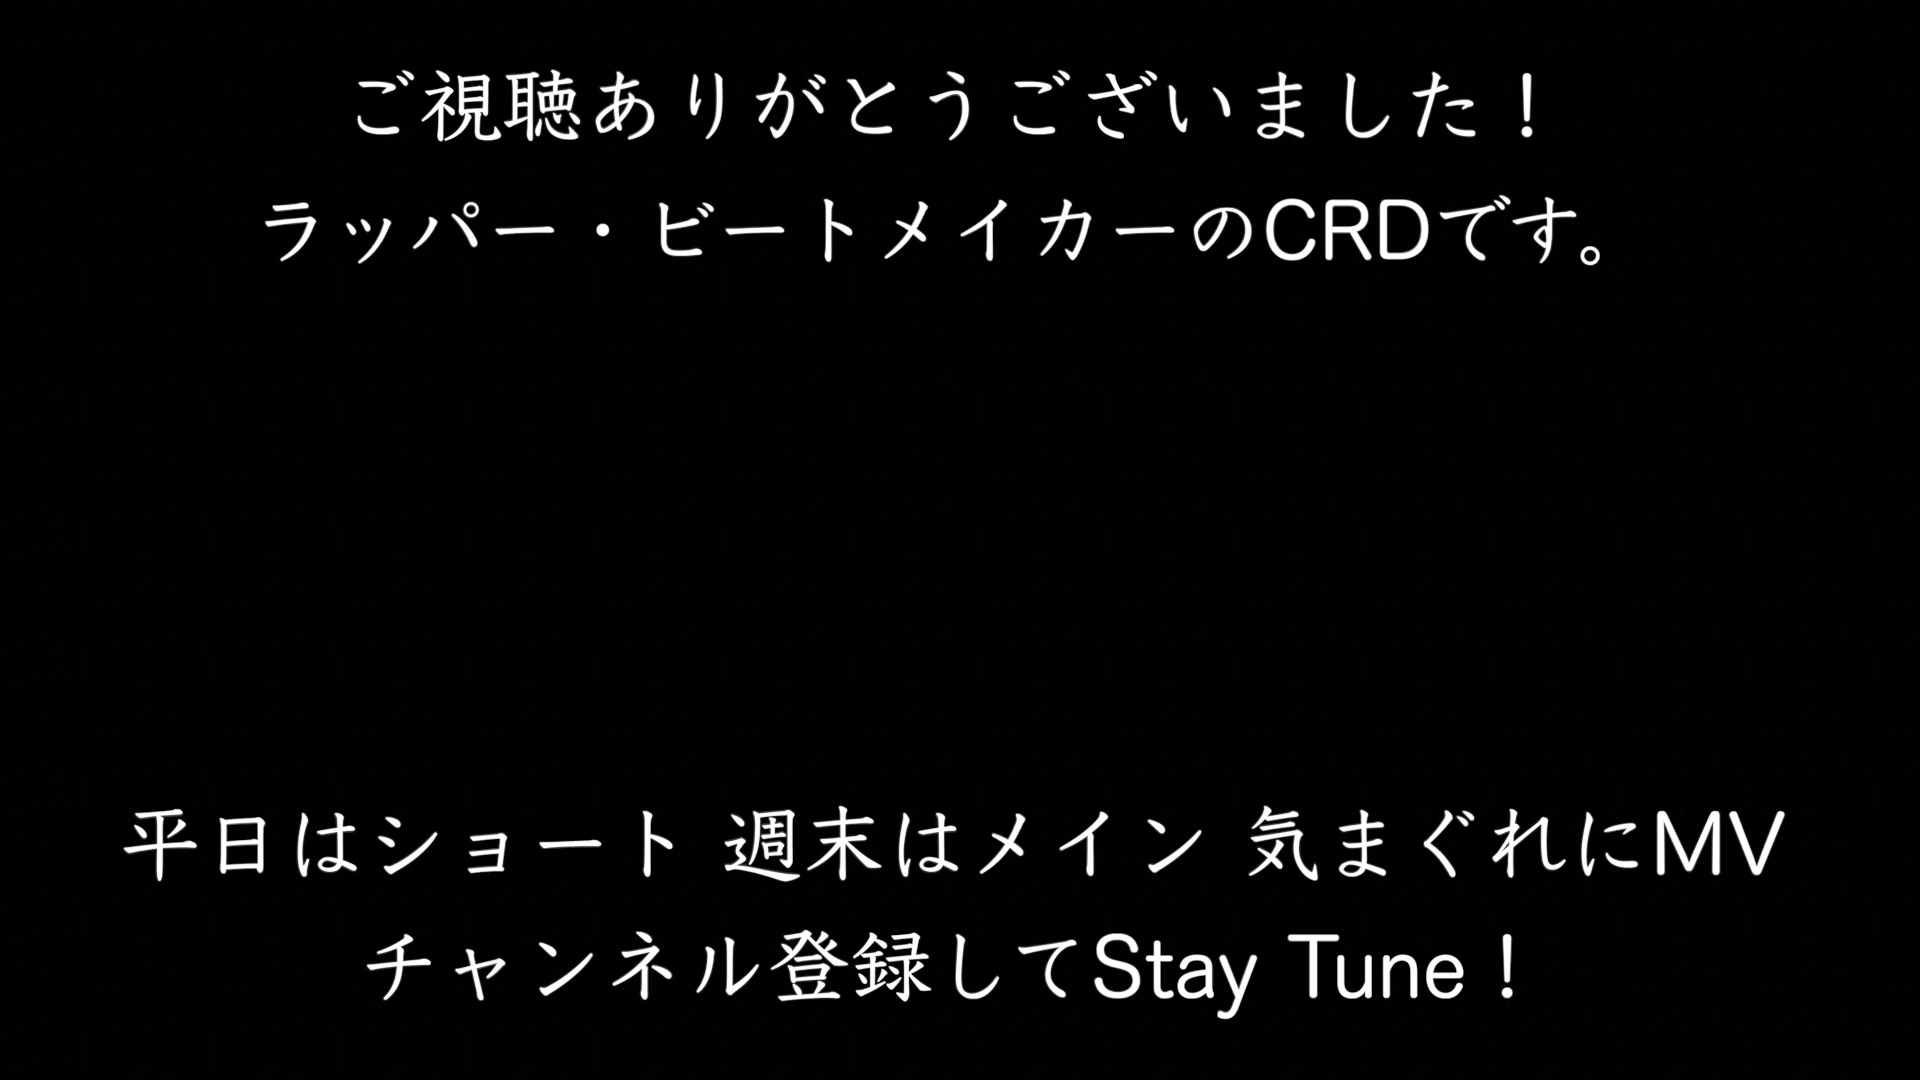 ご視聴ありがとうございました！
ラッパー・ビートメイカーのCRDです。
平日はショート 週末はメイン 気まぐれにMV
チャンネル登録してStay Tune！